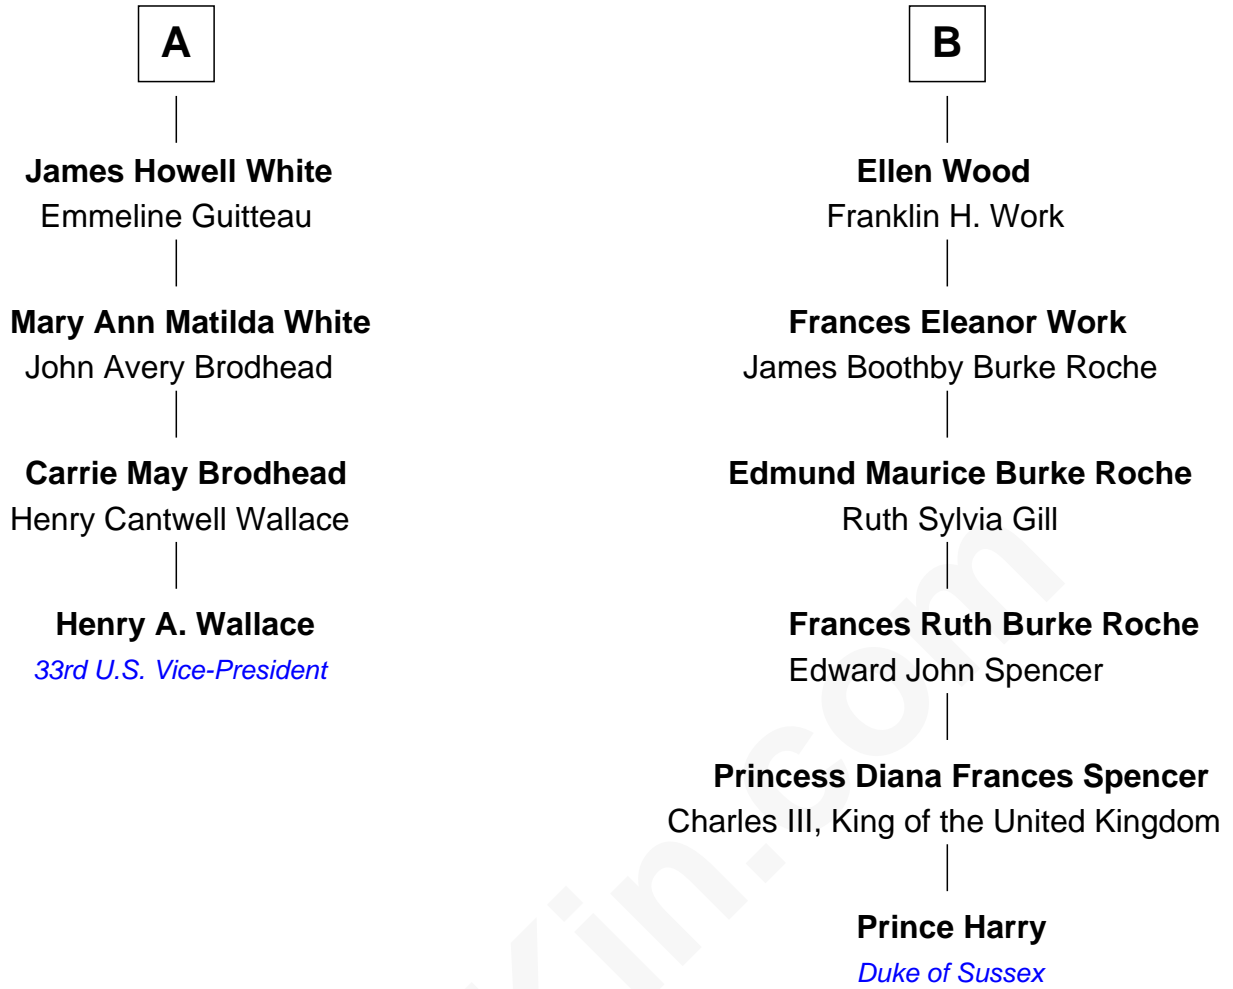 A
James Howell White
Emmeline Guitteau
Mary Ann Matilda White
John Avery Brodhead
Carrie May Brodhead
Henry Cantwell Wallace
Henry A. Wallace
33rd U.S. Vice-President
B
Ellen Wood
Franklin H. Work
Frances Eleanor Work
James Boothby Burke Roche
Edmund Maurice Burke Roche
Ruth Sylvia Gill
Frances Ruth Burke Roche
Edward John Spencer
Princess Diana Frances Spencer
Charles III, King of the United Kingdom
Prince Harry
Duke of Sussex
Kin.com